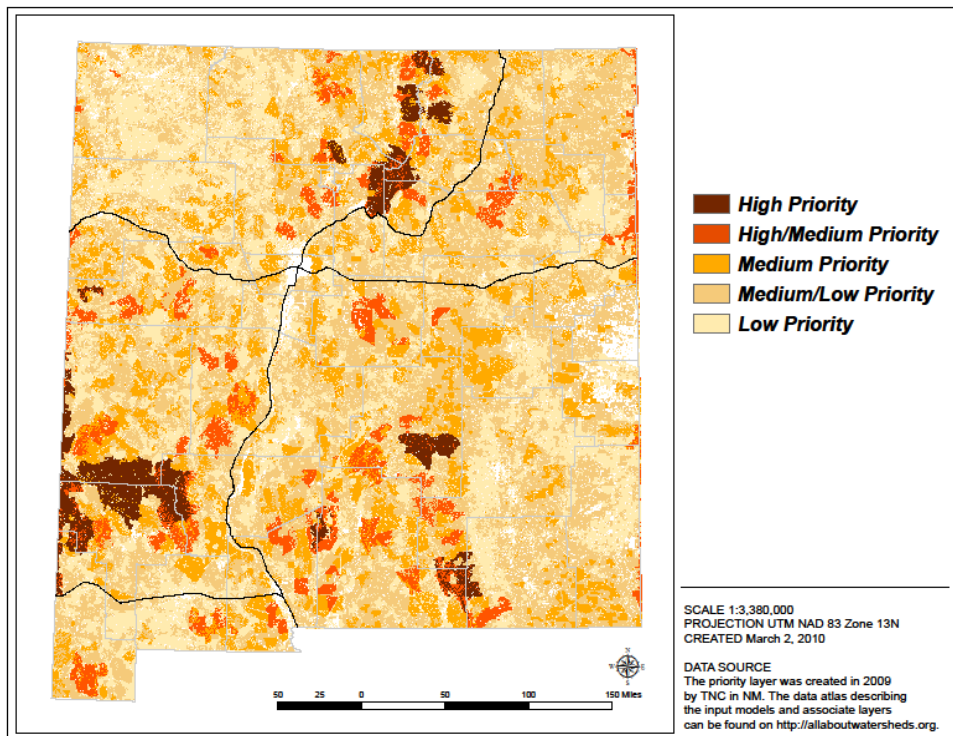 High Priority
High/Medium Priority
Medium Priority
Medium/Low Priority
Low Priority
SCALE 1:3,380,000
PROJECTION UTM NAD 83 Zone 13N
CREATED March 2, 2010
DATA SOURCE
The priority layer was created in 2009
by TNC in NM. The data atlas describing
the input models and associate layers
can be found on http://allaboutwatersheds.org.
N
W E
S
50 25 0 50 100 150 Miles